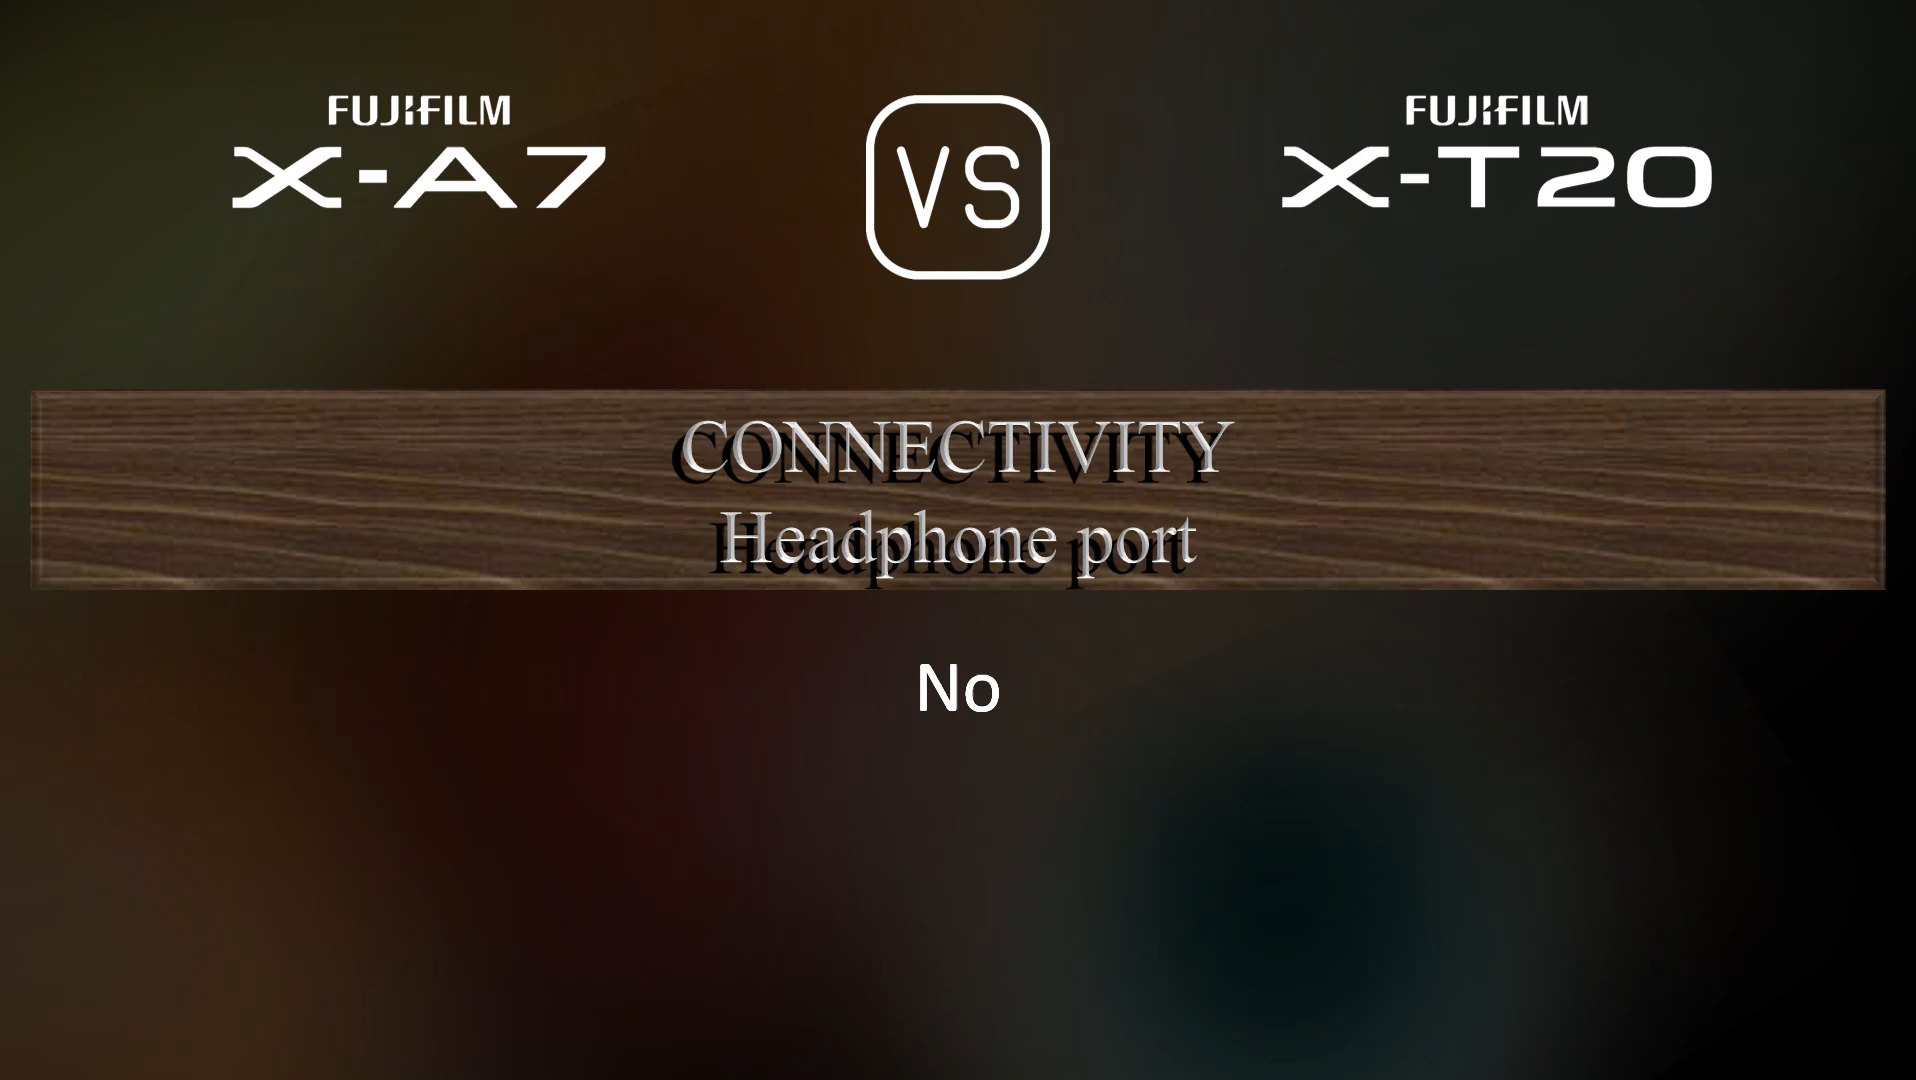 FUJIFILM
X-A7
VS
FUJIFILM
X-T20
CONNECTIVITY
Headphone port
No